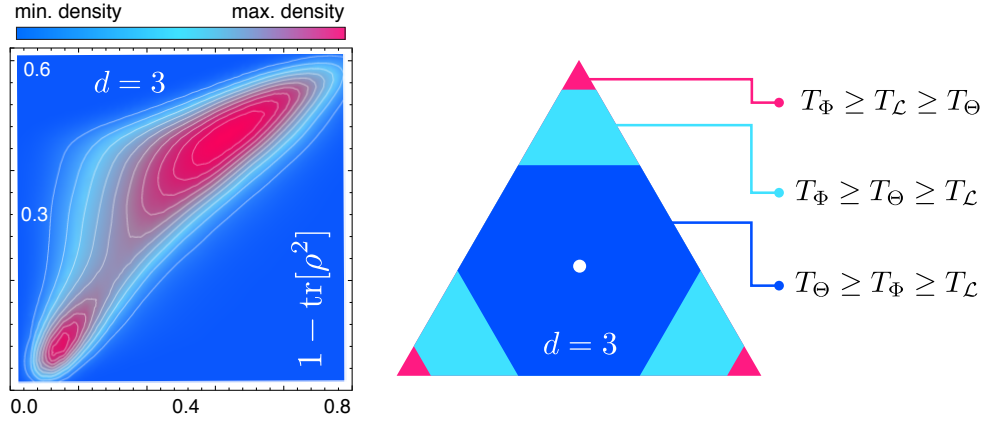 min. density max. density
0.6
d = 3
0.3
1 − tr[ρ²]
0.0 0.4 0.8
T_Φ ≥ T_ℒ ≥ T_Θ
T_Φ ≥ T_Θ ≥ T_ℒ
T_Θ ≥ T_Φ ≥ T_ℒ
d = 3